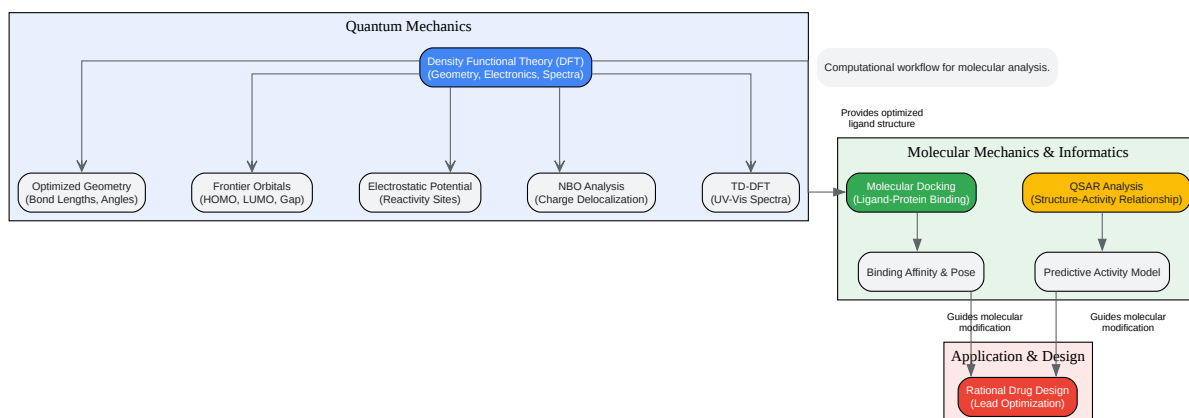 Quantum Mechanics
Density Functional Theory (DFT)
(Geometry, Electronics, Spectra)
Computational workflow for molecular analysis.
Provides optimized
ligand structure
Optimized Geometry
(Bond Lengths, Angles)
Frontier Orbitals
(HOMO, LUMO, Gap)
Electrostatic Potential
(Reactivity Sites)
NBO Analysis
(Charge Delocalization)
TD-DFT
(UV-Vis Spectra)
Molecular Mechanics & Informatics
Molecular Docking
(Ligand-Protein Binding)
QSAR Analysis
(Structure-Activity Relationship)
Binding Affinity & Pose
Predictive Activity Model
Guides molecular
modification
Guides molecular
modification
Application & Design
Rational Drug Design
(Lead Optimization)